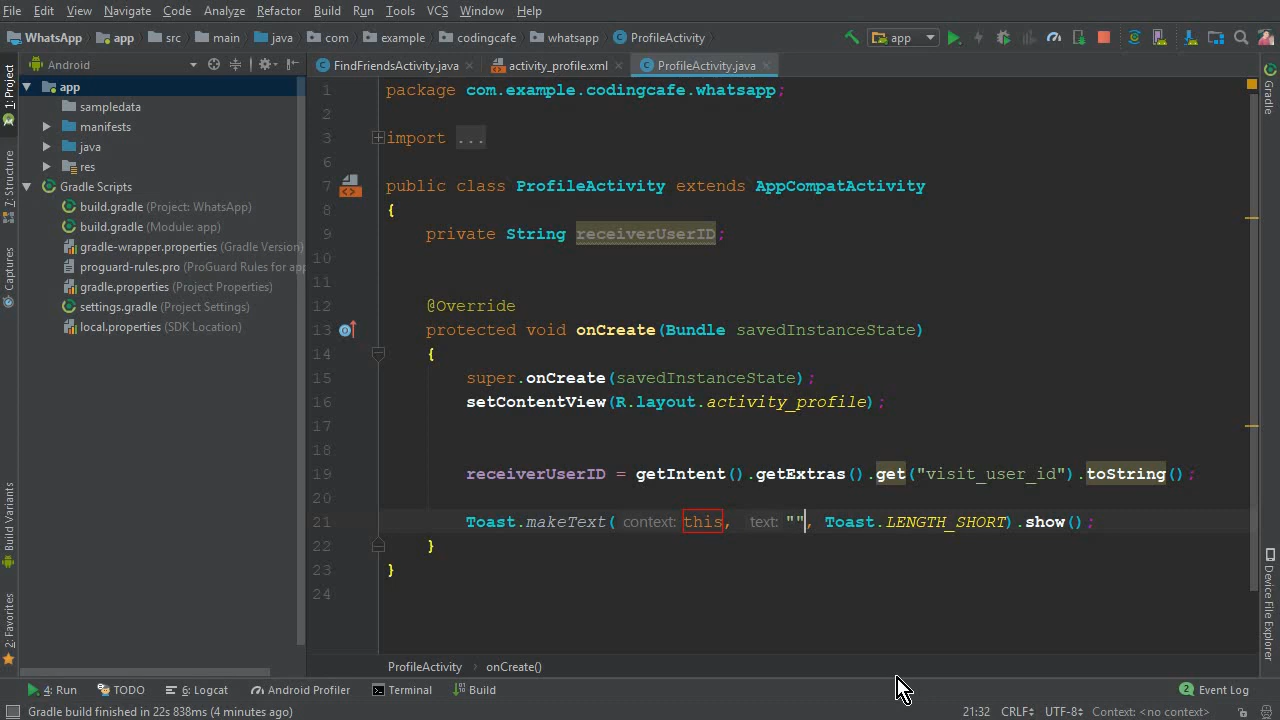 File Edit View Navigate Code Analyze Refactor Build Run Tools VCS Window Help
WhatsApp app src main java com example codingcafe whatsapp ProfileActivity app
Android FindFriendsActivity.java activity_profile.xml ProfileActivity.java
1: Project
7: Structure
Captures
Build Variants
2: Favorites
app
sampledata
manifests
java
res
Gradle Scripts
build.gradle (Project: WhatsApp)
build.gradle (Module: app)
gradle-wrapper.properties (Gradle Version)
proguard-rules.pro (ProGuard Rules for app
gradle.properties (Project Properties)
settings.gradle (Project Settings)
local.properties (SDK Location)
1 package com.example.codingcafe.whatsapp;
2
3 import ...
6
7 public class ProfileActivity extends AppCompatActivity
8 {
9 private String receiverUserID;
10
11
12 @Override
13 protected void onCreate(Bundle savedInstanceState)
14 {
15 super.onCreate(savedInstanceState);
16 setContentView(R.layout.activity_profile);
17
18
19 receiverUserID = getIntent().getExtras().get("visit_user_id").toString();
20
21 Toast.makeText( context: this, text: "", Toast.LENGTH_SHORT).show();
22 }
23 }
24
Gradle
Device File Explorer
ProfileActivity › onCreate()
4: Run TODO 6: Logcat Android Profiler Terminal Build 2 Event Log
Gradle build finished in 22s 838ms (4 minutes ago) 21:32 CRLF UTF-8 Context: <no context>